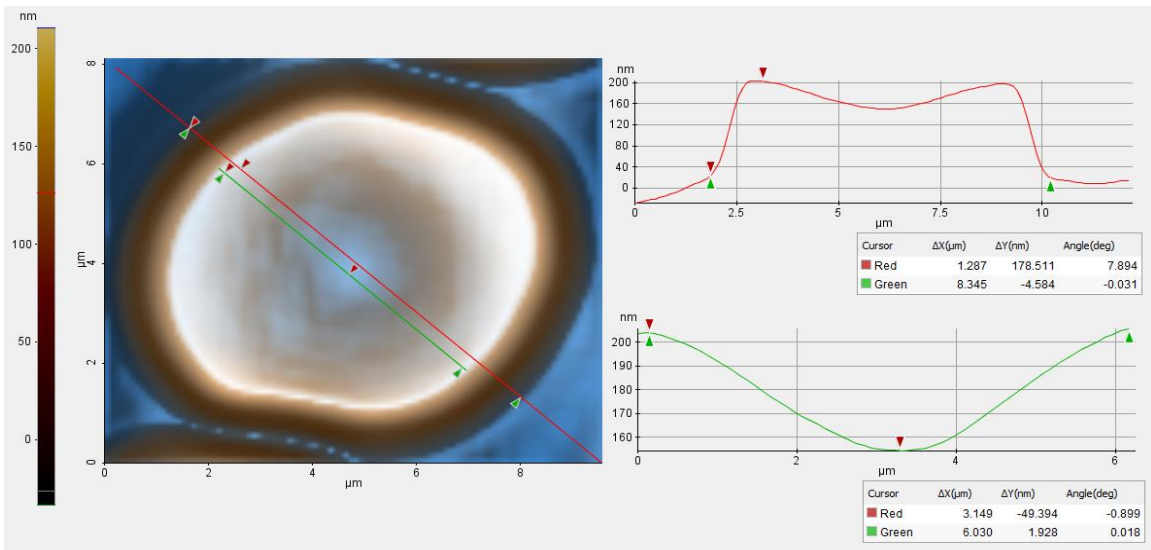 nm
200
150
100
50
0
8
6
4
2
0
μm
0 2 4 6 8
μm
nm
200
160
120
80
40
0
0 2.5 5 7.5 10
μm
Cursor ΔX(μm) ΔY(nm) Angle(deg)
Red 1.287 178.511 7.894
Green 8.345 -4.584 -0.031
nm
200
190
180
170
160
0 2 4 6
μm
Cursor ΔX(μm) ΔY(nm) Angle(deg)
Red 3.149 -49.394 -0.899
Green 6.030 1.928 0.018